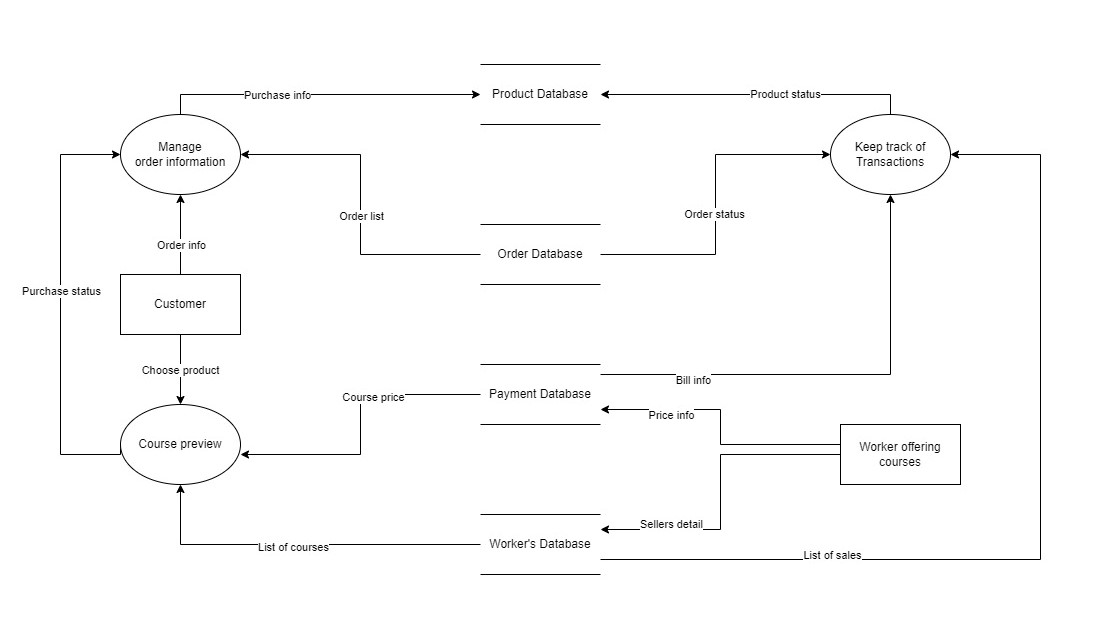 Purchase info
Product Database
Product status
Manage
order information
Keep track of
Transactions
Order list
Order status
Order info
Order Database
Purchase status
Customer
Choose product
Bill info
Course price
Payment Database
Price info
Course preview
Worker offering
courses
Sellers detail
List of courses
Worker's Database
List of sales